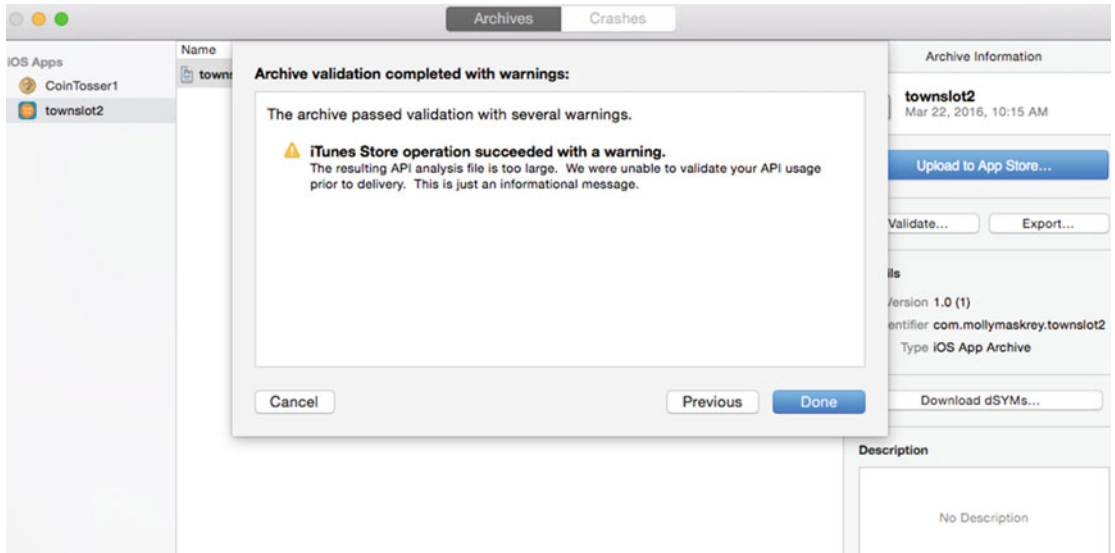 Archives
Crashes
iOS Apps
CoinTosser1
townslot2
Name
towns
Archive validation completed with warnings:
The archive passed validation with several warnings.
iTunes Store operation succeeded with a warning.
The resulting API analysis file is too large. We were unable to validate your API usage
prior to delivery. This is just an informational message.
Cancel
Previous
Done
Archive Information
townslot2
Mar 22, 2016, 10:15 AM
Upload to App Store...
Validate...
Export...
ils
Version 1.0 (1)
entifier com.mollymaskrey.townslot2
Type iOS App Archive
Download dSYMs...
Description
No Description